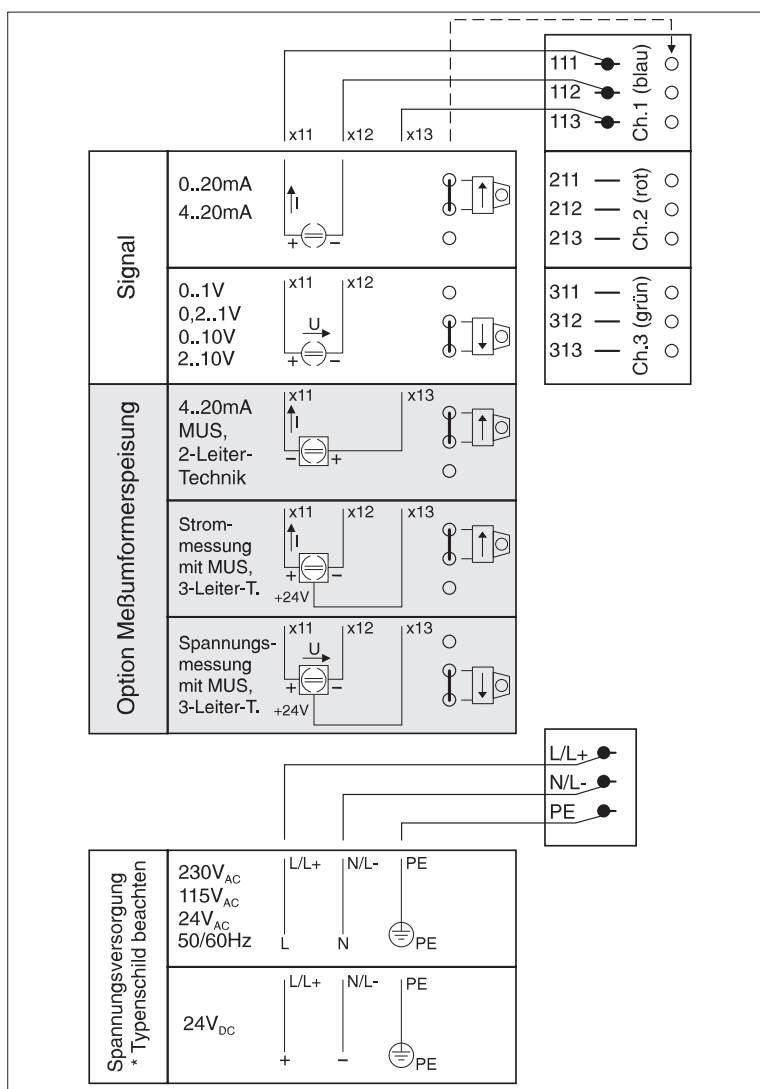 111
112
113
Ch.1 (blau)
x11 x12 x13
211
212
213
Ch.2 (rot)
311
312
313
Ch.3 (grün)
Signal
0..20mA
4..20mA
I
+ −
0..1V
0,2..1V
0..10V
2..10V
x11 x12
U
+ −
Option Meßumformerspeisung
4..20mA
MUS,
2-Leiter-
Technik
x11 x13
I
− +
Strom-
messung
mit MUS,
3-Leiter-T.
x11 x12 x13
I
+ −
+24V
Spannungs-
messung
mit MUS,
3-Leiter-T.
x11 x12 x13
U
+ −
+24V
L/L+
N/L-
PE
Spannungsversorgung
* Typenschild beachten
230VAC
115VAC
24VAC
50/60Hz
L/L+ N/L- PE
L N PE
24VDC
L/L+ N/L- PE
+ − PE